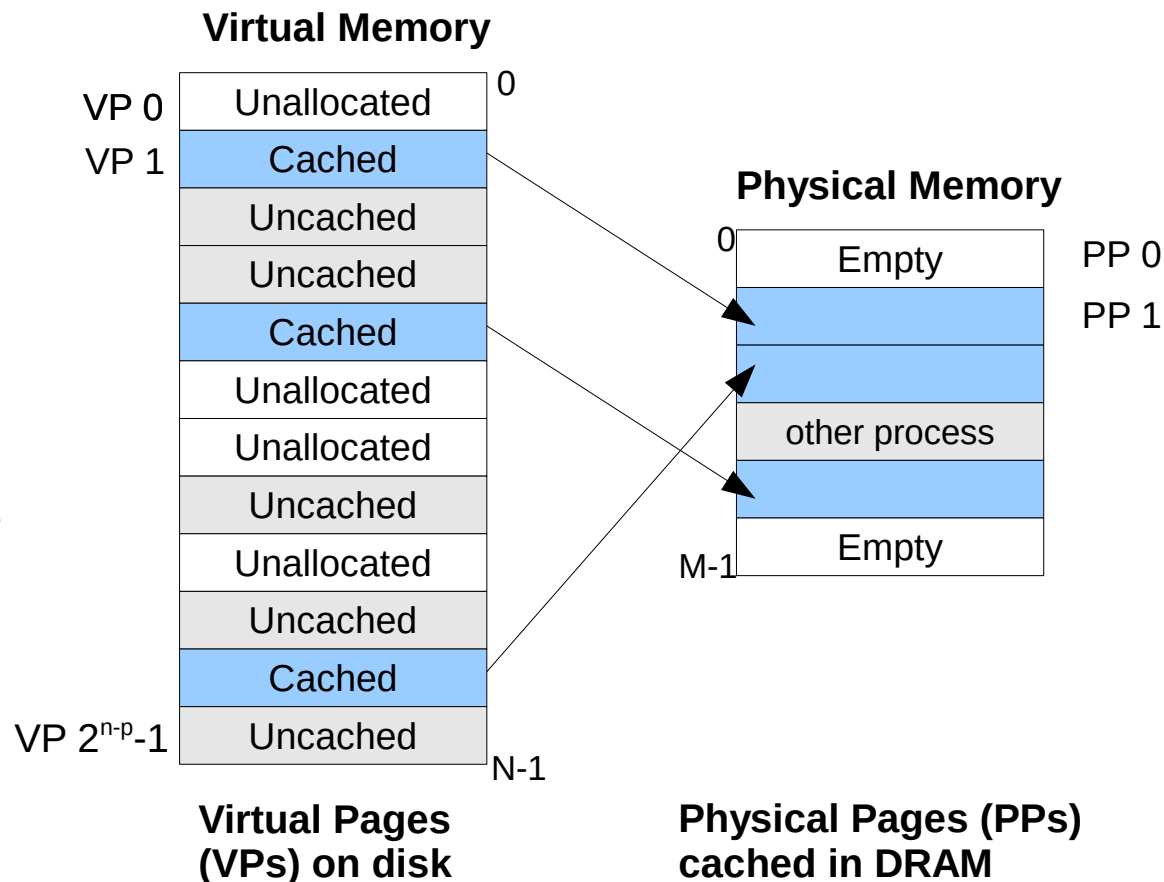 Virtual Memory
0
VP 0
Unallocated
VP 1
Cached
Uncached
Uncached
Cached
Unallocated
Unallocated
Uncached
Unallocated
Uncached
Cached
VP 2ⁿ⁻ᵖ-1
Uncached
N-1
Virtual Pages
(VPs) on disk
Physical Memory
0
Empty
PP 0
PP 1
other process
Empty
M-1
Physical Pages (PPs)
cached in DRAM